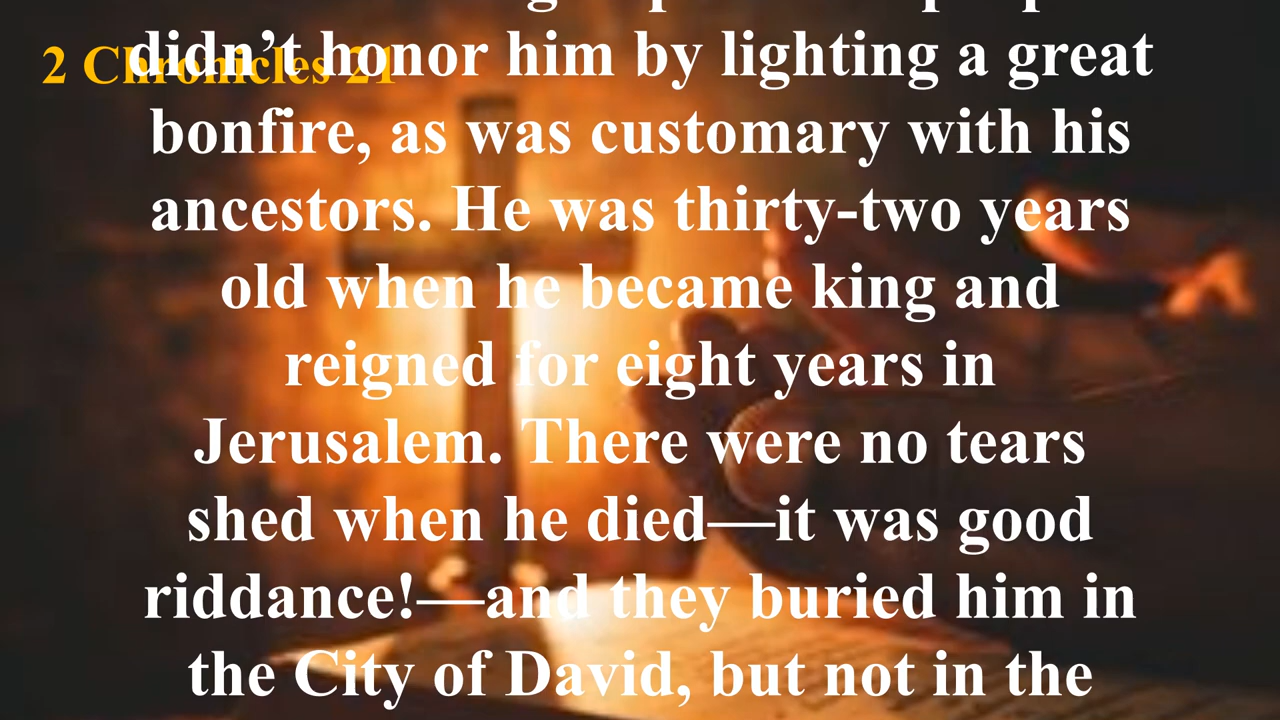 2 Chronicles 21
didn’t honor him by lighting a great
bonfire, as was customary with his
ancestors. He was thirty-two years
old when he became king and
reigned for eight years in
Jerusalem. There were no tears
shed when he died—it was good
riddance!—and they buried him in
the City of David, but not in the